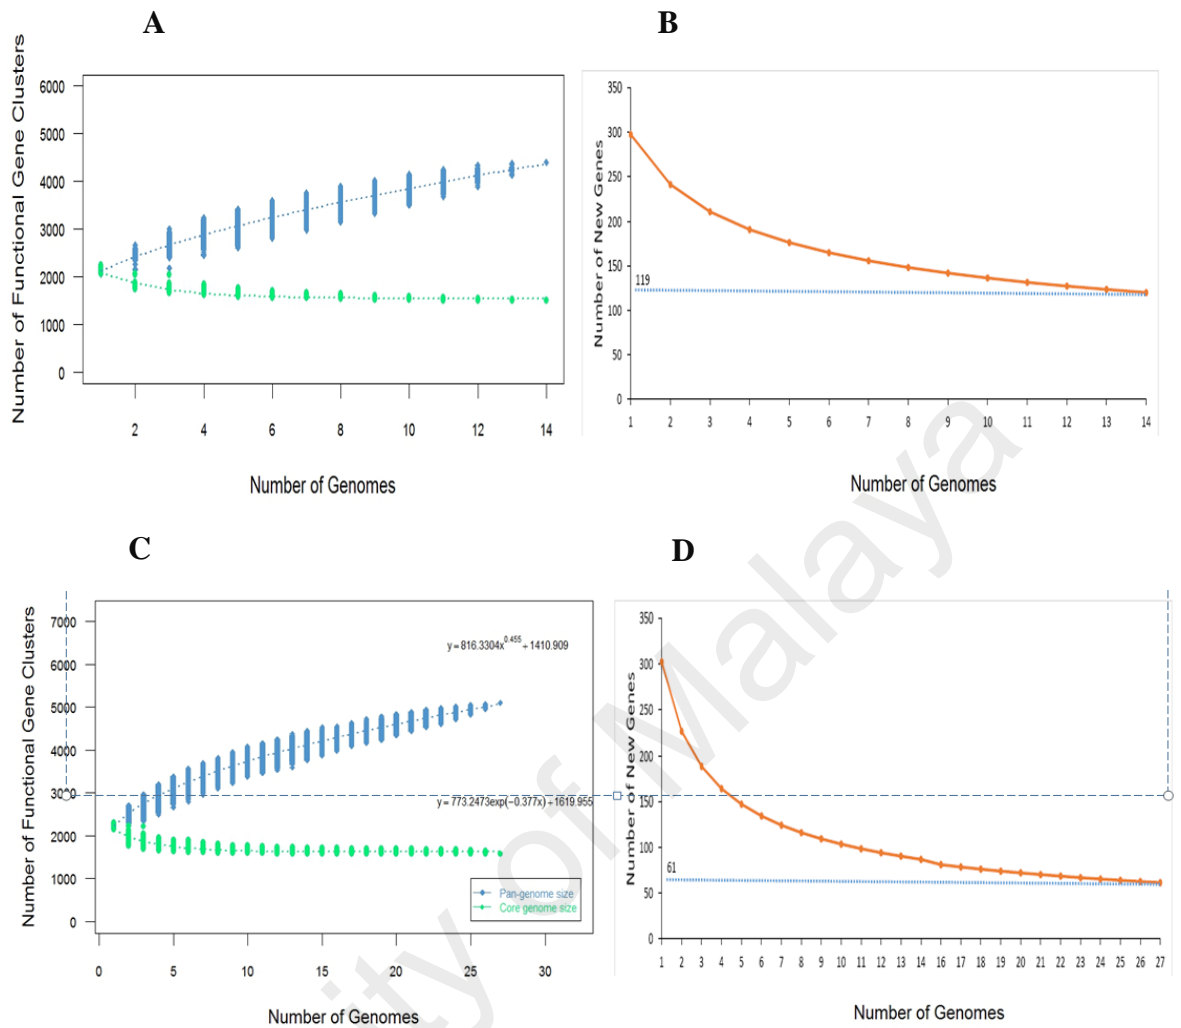 A
B
Number of Functional Gene Clusters
6000
5000
4000
3000
2000
1000
0
2 4 6 8 10 12 14
Number of Genomes
Number of New Genes
350
300
250
200
150
100
50
0
119
1 2 3 4 5 6 7 8 9 10 11 12 13 14
Number of Genomes
C
D
Number of Functional Gene Clusters
7000
6000
5000
4000
3000
2000
1000
0
y = 816.3304x^0.455 + 1410.909
y = 773.2473exp(−0.377x) + 1619.955
Pan-genome size
Core genome size
0 5 10 15 20 25 30
Number of Genomes
Number of New Genes
350
300
250
200
150
100
50
0
61
1 2 3 4 5 6 7 8 9 10 11 12 13 14 15 16 17 18 19 20 21 22 23 24 25 26 27
Number of Genomes
ity of Malaya